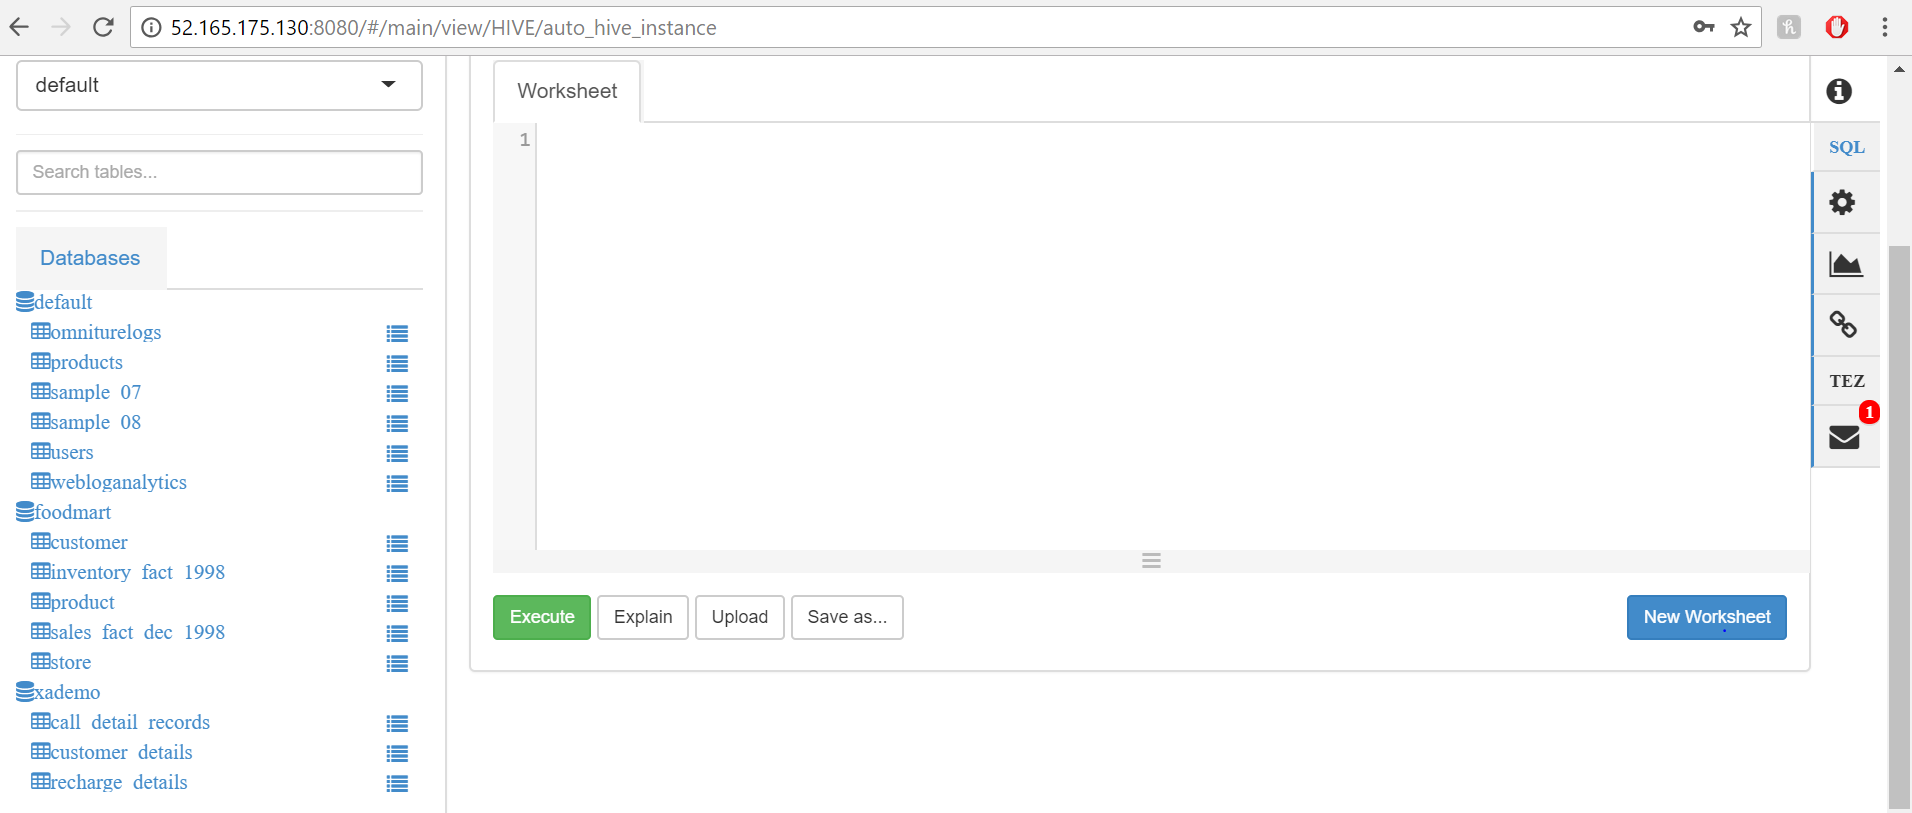 52.165.175.130:8080/#/main/view/HIVE/auto_hive_instance
default
Search tables...
Databases
default
omniturelogs
products
sample 07
sample 08
users
webloganalytics
foodmart
customer
inventory fact 1998
product
sales fact dec 1998
store
xademo
call detail records
customer details
recharge details
Worksheet
1
Execute Explain Upload Save as... New Worksheet
SQL
TEZ
1